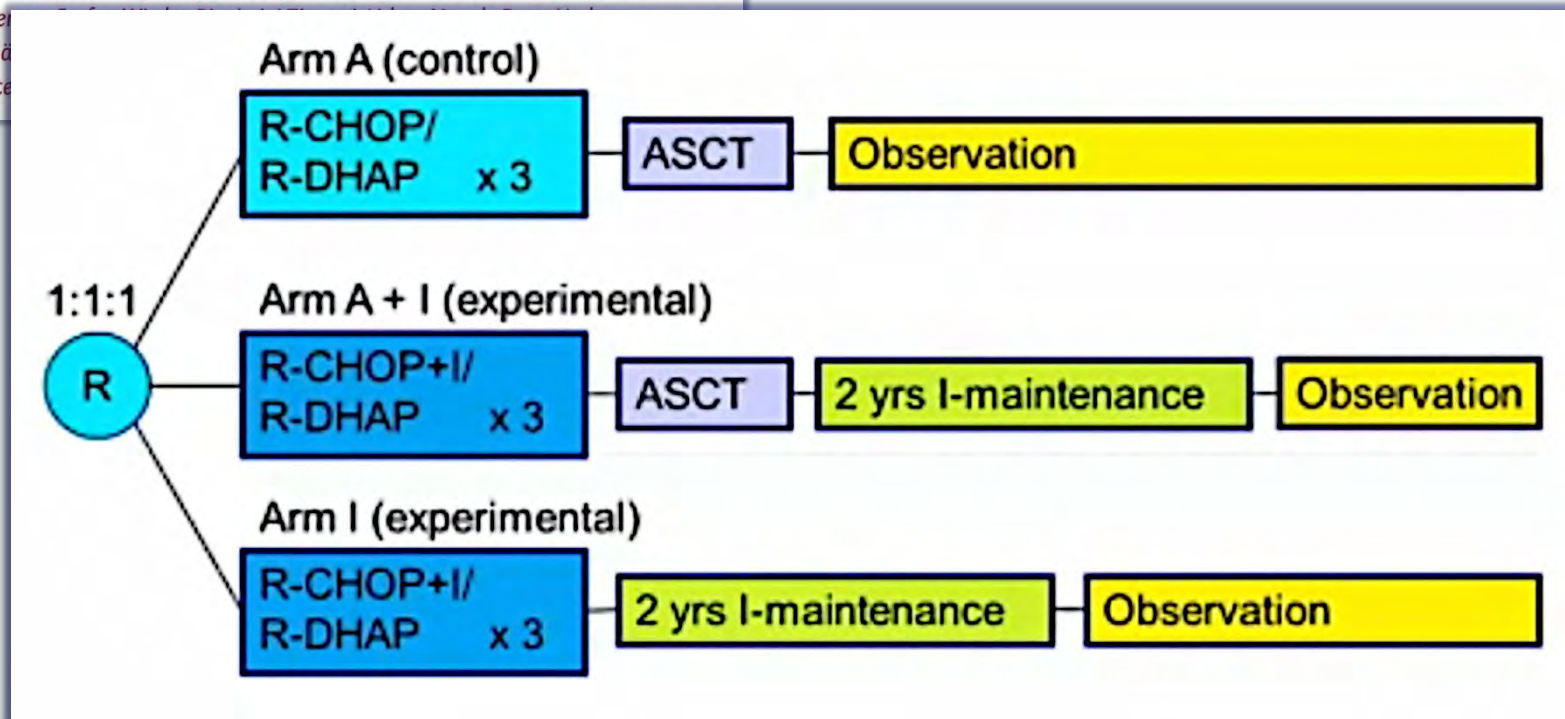 Arm A (control)
R-CHOP/
R-DHAP x 3
ASCT
Observation
1:1:1
R
Arm A + I (experimental)
R-CHOP+I/
R-DHAP x 3
ASCT
2 yrs I-maintenance
Observation
Arm I (experimental)
R-CHOP+I/
R-DHAP x 3
2 yrs I-maintenance
Observation